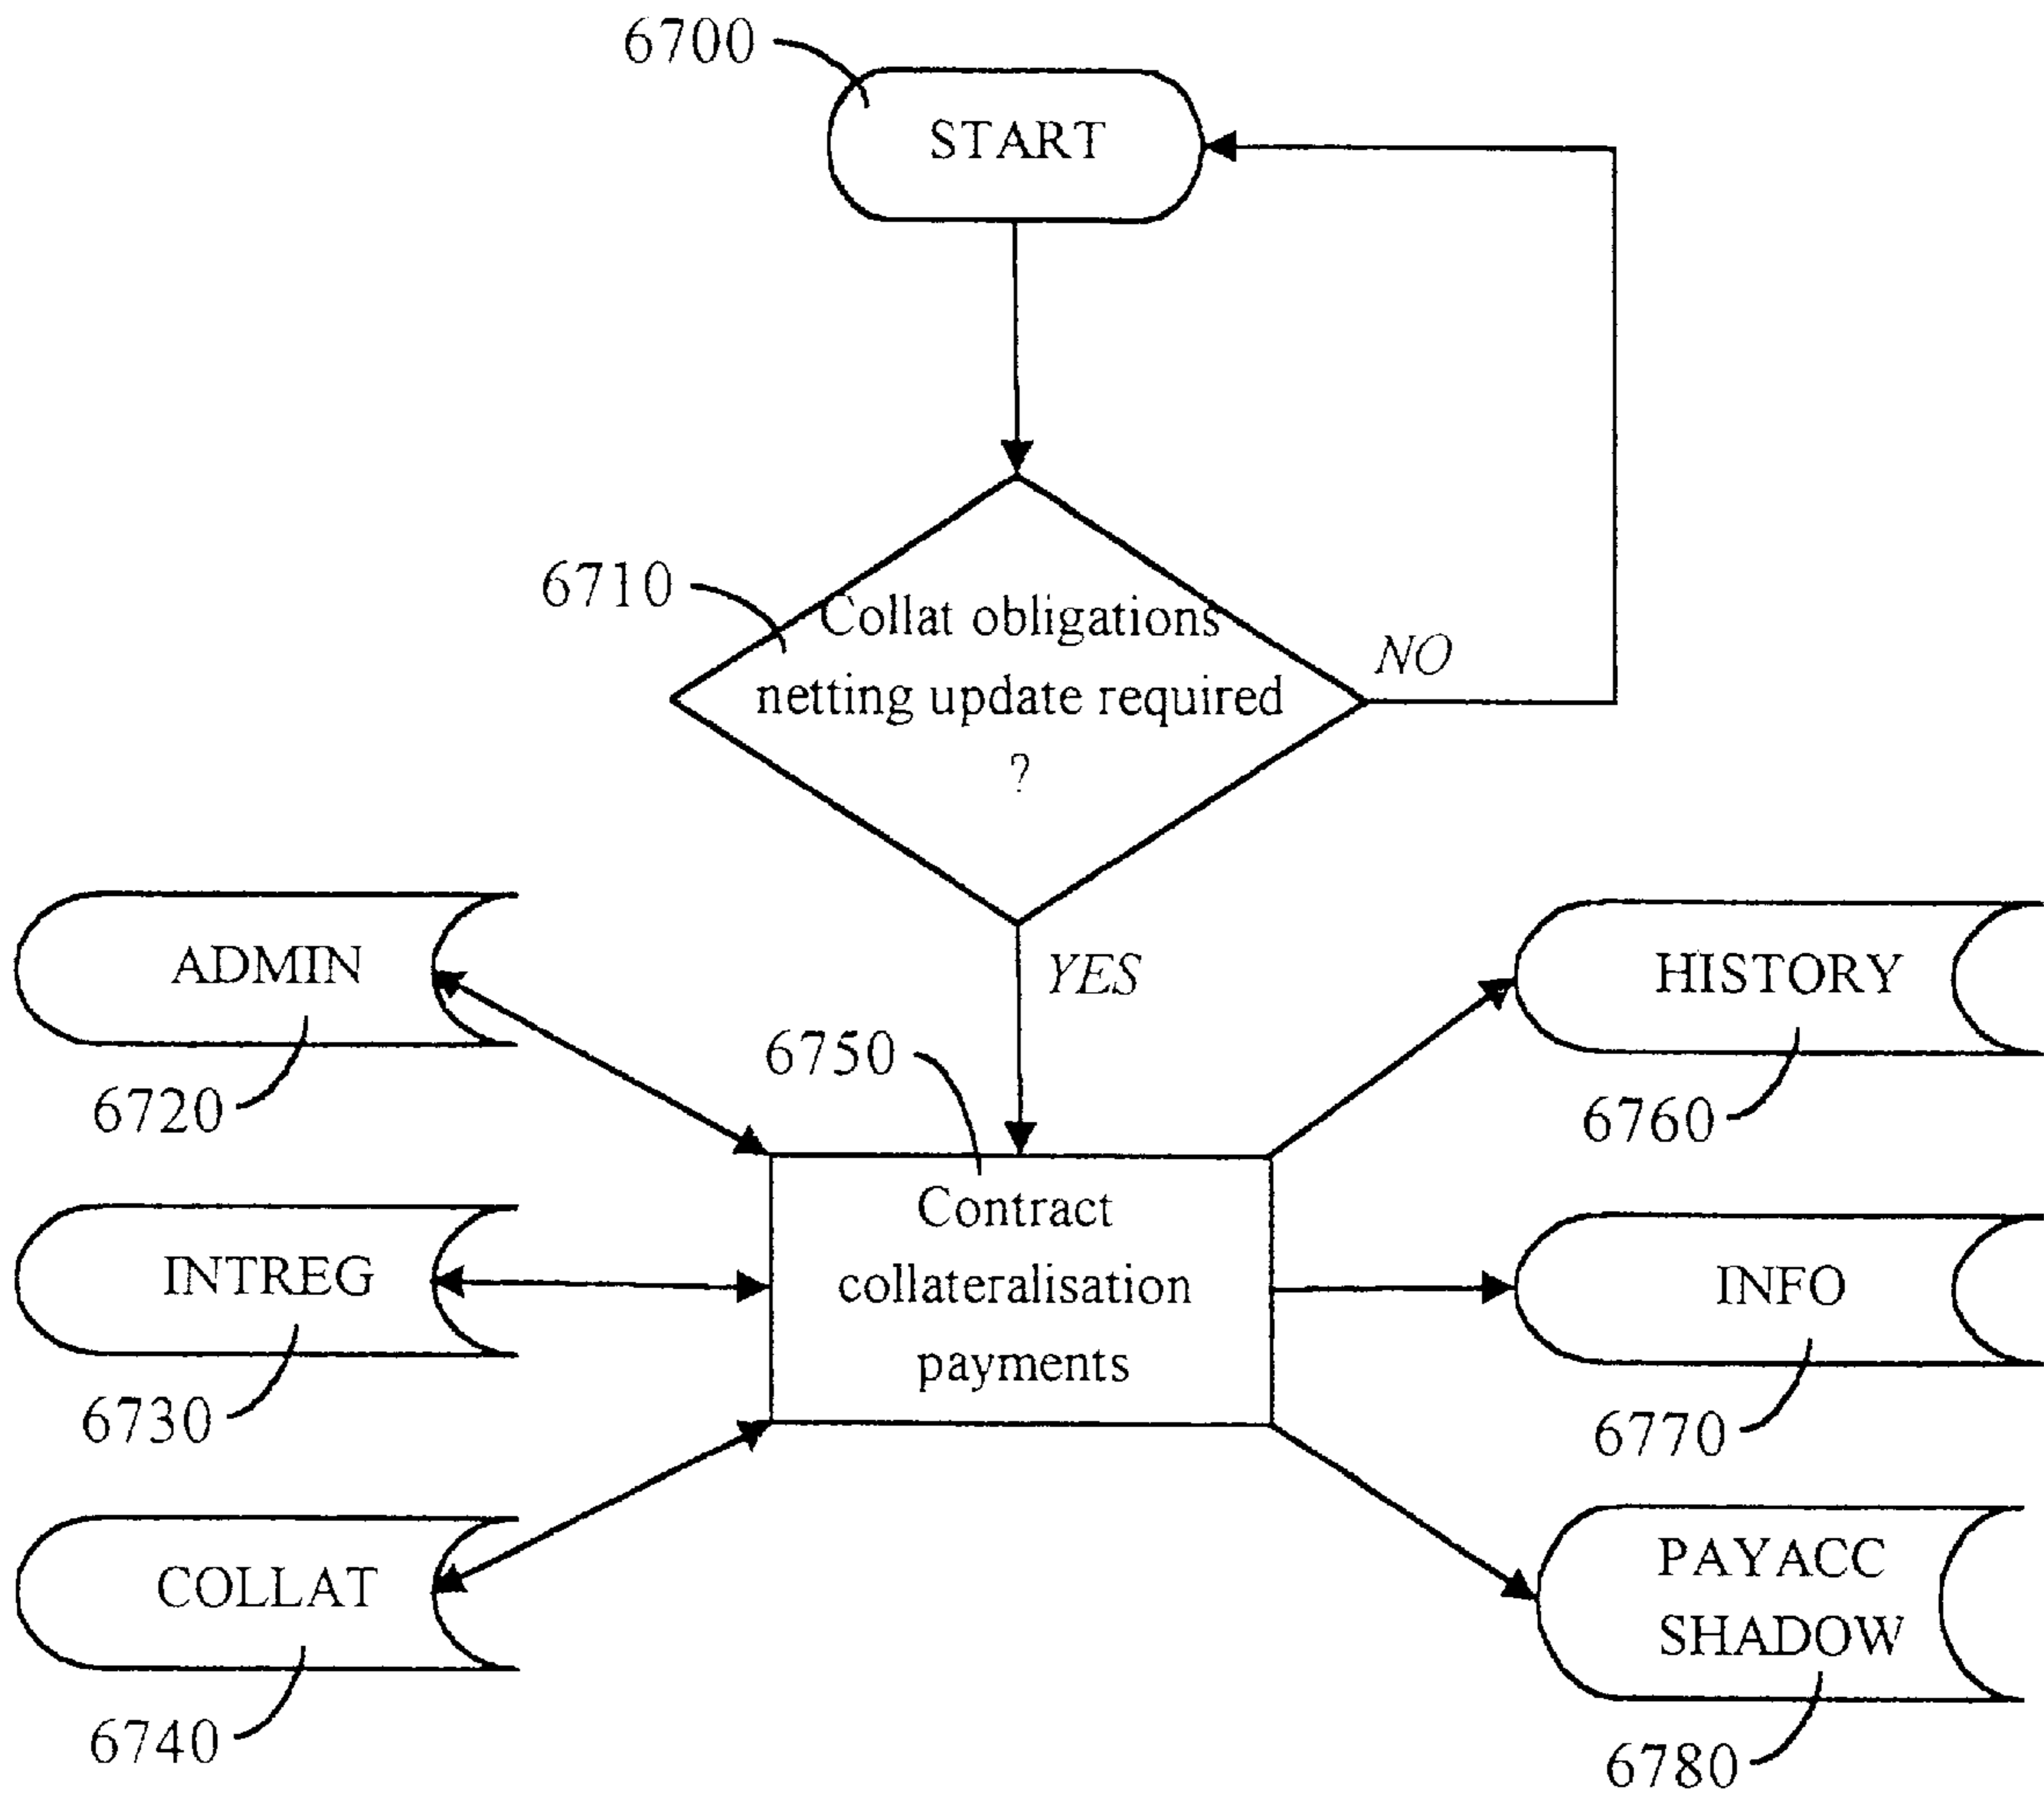 6700
START
6710
Collat obligations
netting update required
?
NO
YES
ADMIN
6720
6750
HISTORY
6760
INTREG
6730
Contract
collateralisation
payments
INFO
6770
COLLAT
6740
PAYACC
SHADOW
6780